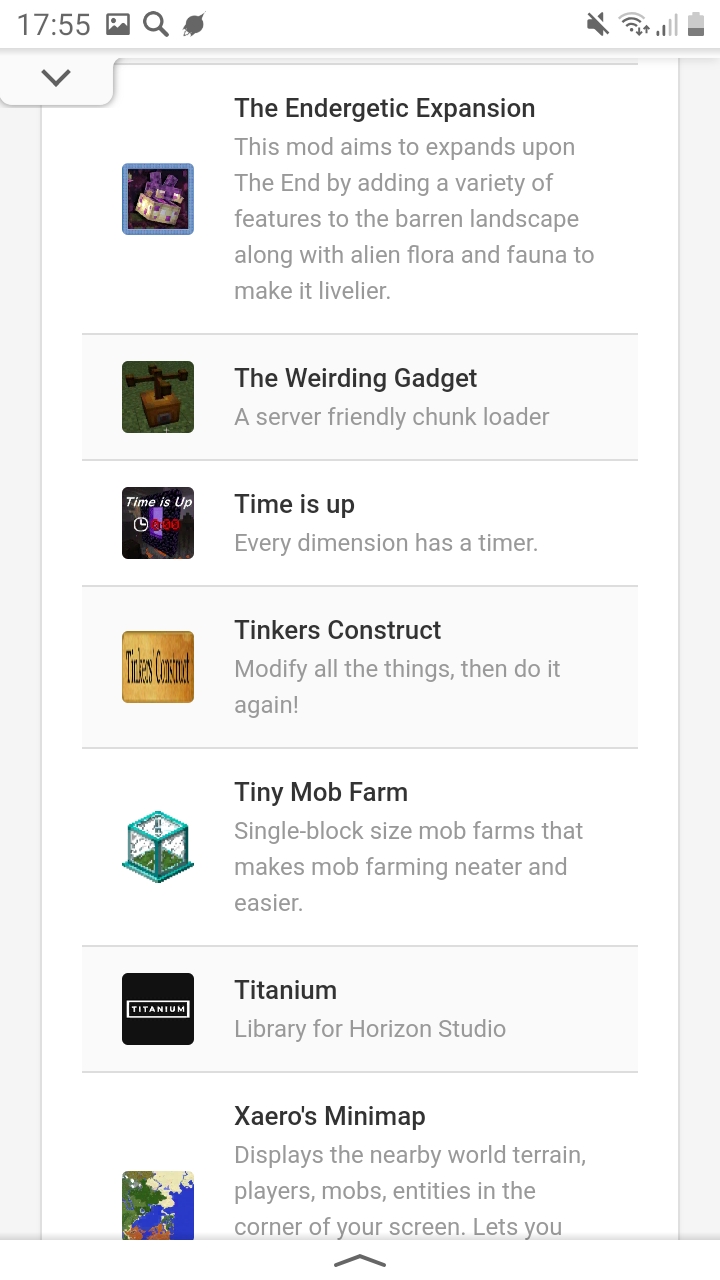 17:55
The Endergetic Expansion
This mod aims to expands upon
The End by adding a variety of
features to the barren landscape
along with alien flora and fauna to
make it livelier.
The Weirding Gadget
A server friendly chunk loader
Time is Up
0:00
Time is up
Every dimension has a timer.
Tinkers' Construct
Tinkers Construct
Modify all the things, then do it
again!
Tiny Mob Farm
Single-block size mob farms that
makes mob farming neater and
easier.
TITANIUM
Titanium
Library for Horizon Studio
Xaero's Minimap
Displays the nearby world terrain,
players, mobs, entities in the
corner of your screen. Lets you